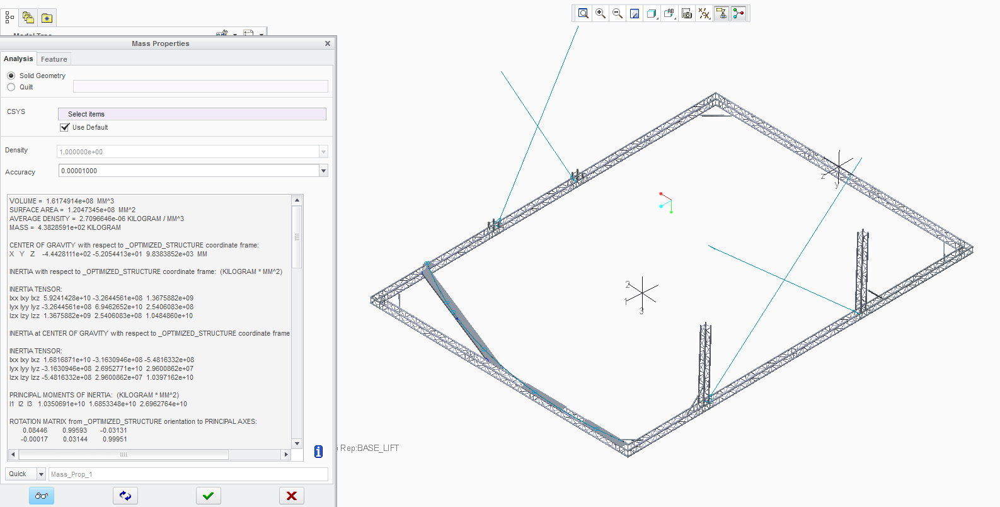 Model Tree
Mass Properties
Analysis
Feature
Solid Geometry
Quilt
CSYS
Select items
Use Default
Density
1.000000e+00
Accuracy
0.00001000
VOLUME = 1.6174914e+08 MM^3
SURFACE AREA = 1.2047345e+08 MM^2
AVERAGE DENSITY = 2.7096646e-06 KILOGRAM / MM^3
MASS = 4.3828591e+02 KILOGRAM
CENTER OF GRAVITY with respect to _OPTIMIZED_STRUCTURE coordinate frame:
X Y Z -4.4428111e+02 -5.2054413e+01 9.8383852e+03 MM
INERTIA with respect to _OPTIMIZED_STRUCTURE coordinate frame: (KILOGRAM * MM^2)
INERTIA TENSOR:
Ixx Ixy Ixz 5.9241428e+10 -3.2644561e+08 1.3675882e+09
Iyx Iyy Iyz -3.2644561e+08 6.9462652e+10 2.5406083e+08
Izx Izy Izz 1.3675882e+09 2.5406083e+08 1.0484860e+10
INERTIA at CENTER OF GRAVITY with respect to _OPTIMIZED_STRUCTURE coordinate frame
INERTIA TENSOR:
Ixx Ixy Ixz 1.6816871e+10 -3.1630946e+08 -5.4816332e+08
Iyx Iyy Iyz -3.1630946e+08 2.6952771e+10 2.9600862e+07
Izx Izy Izz -5.4816332e+08 2.9600862e+07 1.0397162e+10
PRINCIPAL MOMENTS OF INERTIA: (KILOGRAM * MM^2)
I1 I2 I3 1.0350691e+10 1.6853348e+10 2.6962764e+10
ROTATION MATRIX from _OPTIMIZED_STRUCTURE orientation to PRINCIPAL AXES:
0.08446 0.99593 -0.03131
-0.00017 0.03144 0.99951
Quick
Mass_Prop_1
Rep:BASE_LIFT
AB
z
y
2
1
3